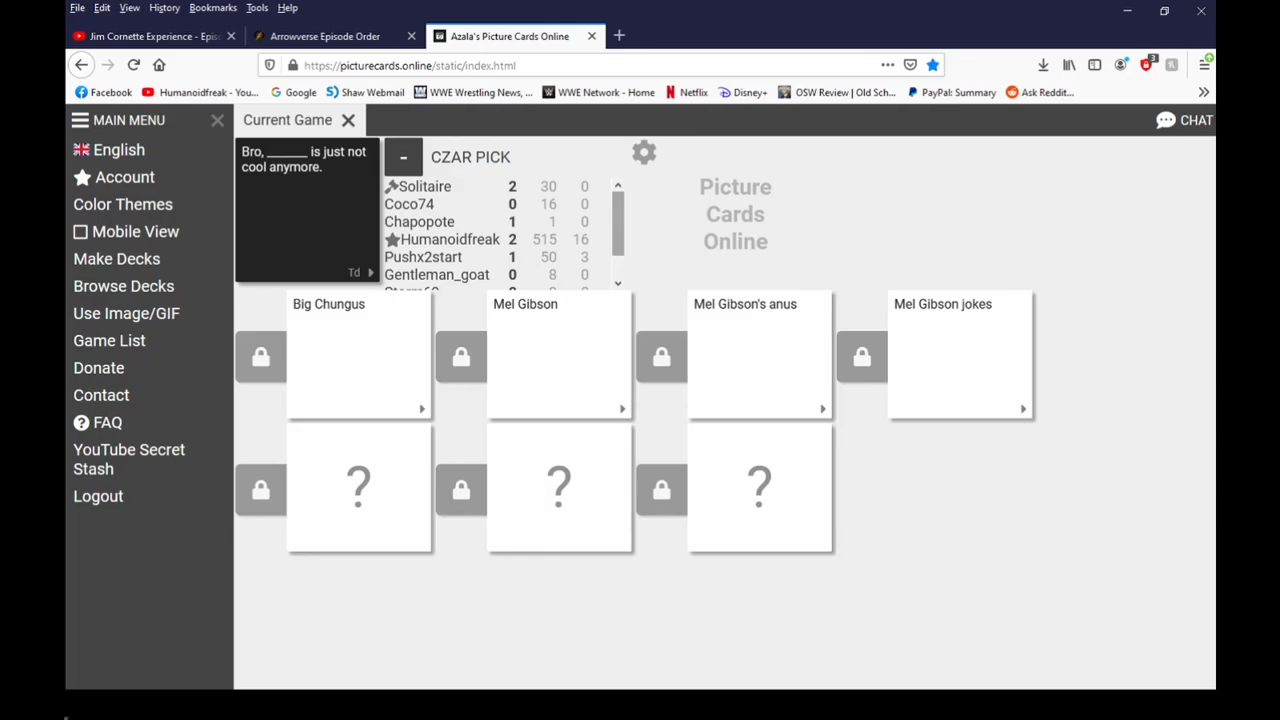 File Edit View History Bookmarks Tools Help
Jim Cornette Experience - Epis
Arrowverse Episode Order
Azala's Picture Cards Online
https://picturecards.online/static/index.html
3
Facebook Humanoidfreak - You... Google Shaw Webmail WWE Wrestling News, ... WWE Network - Home Netflix Disney+ OSW Review | Old Sch... PayPal: Summary Ask Reddit...
MAIN MENU
Current Game
CHAT
English
Account
Color Themes
Mobile View
Make Decks
Browse Decks
Use Image/GIF
Game List
Donate
Contact
? FAQ
YouTube Secret
Stash
Logout
Bro, ______ is just not
cool anymore.
Td
- CZAR PICK
Solitaire 2 30 0
Coco74 0 16 0
Chapopote 1 1 0
Humanoidfreak 2 515 16
Pushx2start 1 50 3
Gentleman_goat 0 8 0
Picture
Cards
Online
Big Chungus
Mel Gibson
Mel Gibson's anus
Mel Gibson jokes
? ? ?